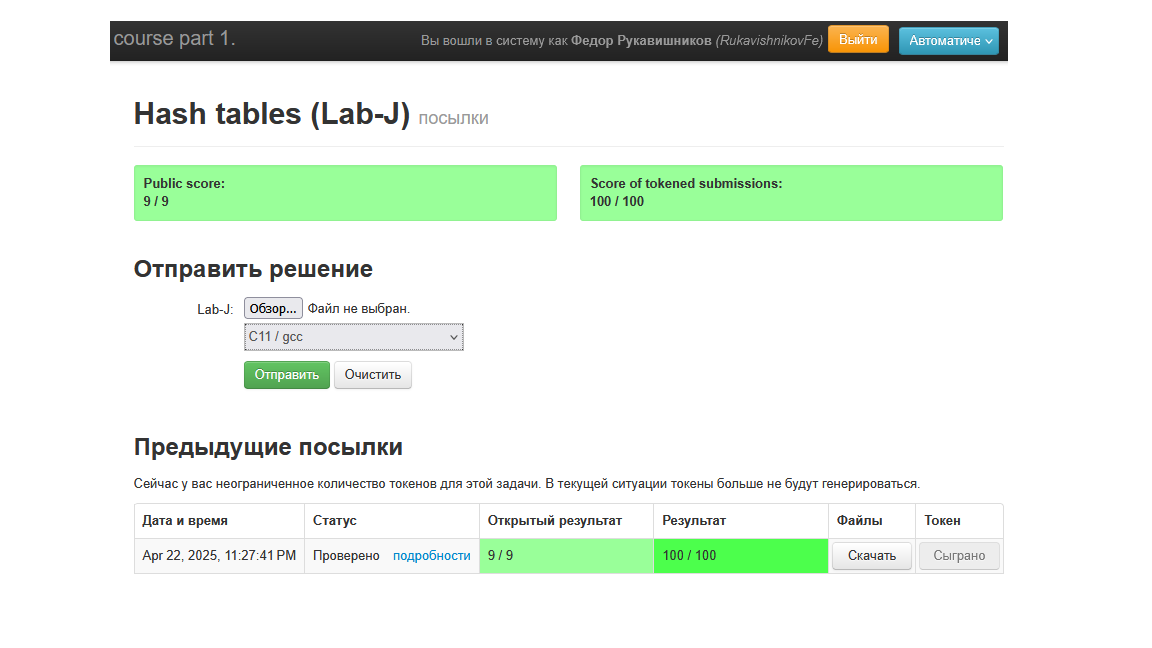 course part 1. Вы вошли в систему как Федор Рукавишников (RukavishnikovFe) Выйти Автоматиче
Hash tables (Lab-J) посылки
Public score: Score of tokened submissions:
9 / 9 100 / 100
Отправить решение
Lab-J: Обзор... Файл не выбран.
C11 / gcc
Отправить Очистить
Предыдущие посылки
Сейчас у вас неограниченное количество токенов для этой задачи. В текущей ситуации токены больше не будут генерироваться.
Дата и время Статус Открытый результат Результат Файлы Токен
Apr 22, 2025, 11:27:41 PM Проверено подробности 9 / 9 100 / 100 Скачать Сыграно